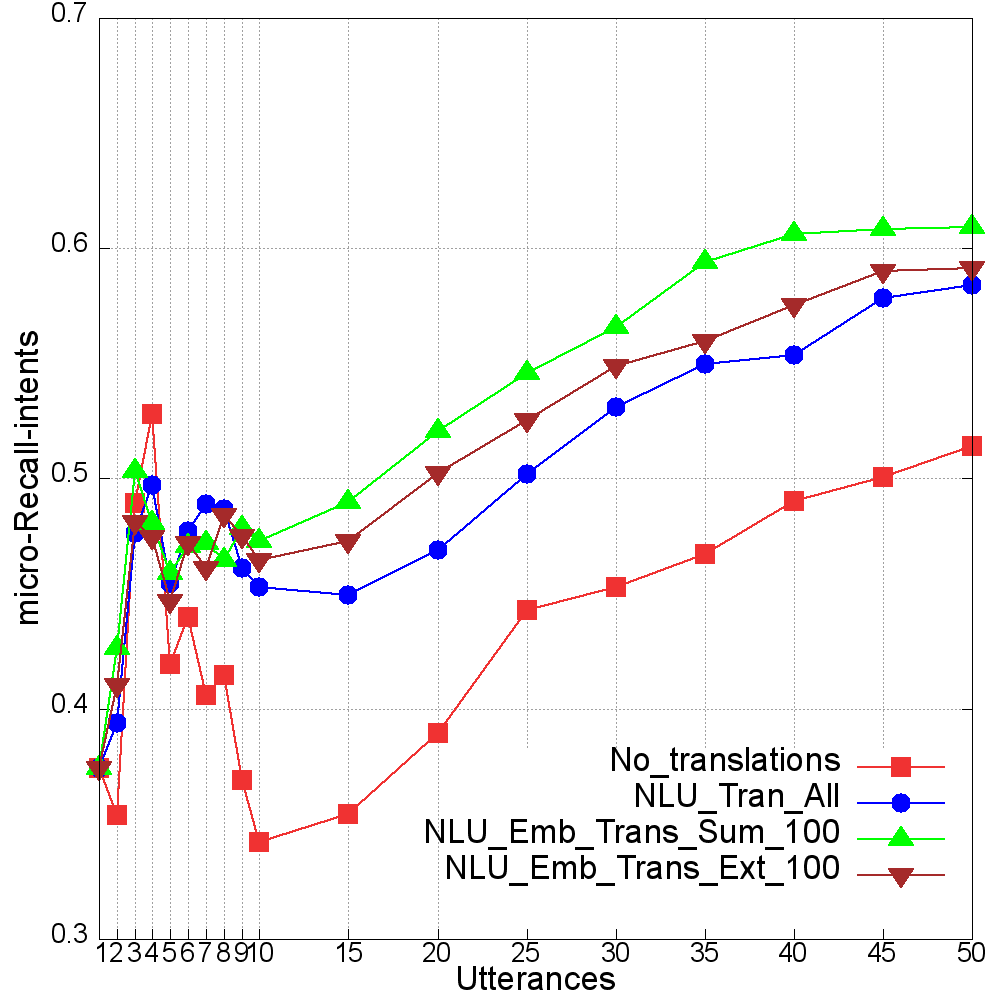 0.7
0.6
0.5
0.4
0.3
micro-Recall-intents
No_translations
NLU_Tran_All
NLU_Emb_Trans_Sum_100
NLU_Emb_Trans_Ext_100
1 2 3 4 5 6 7 8 9 10 15 20 25 30 35 40 45 50
Utterances